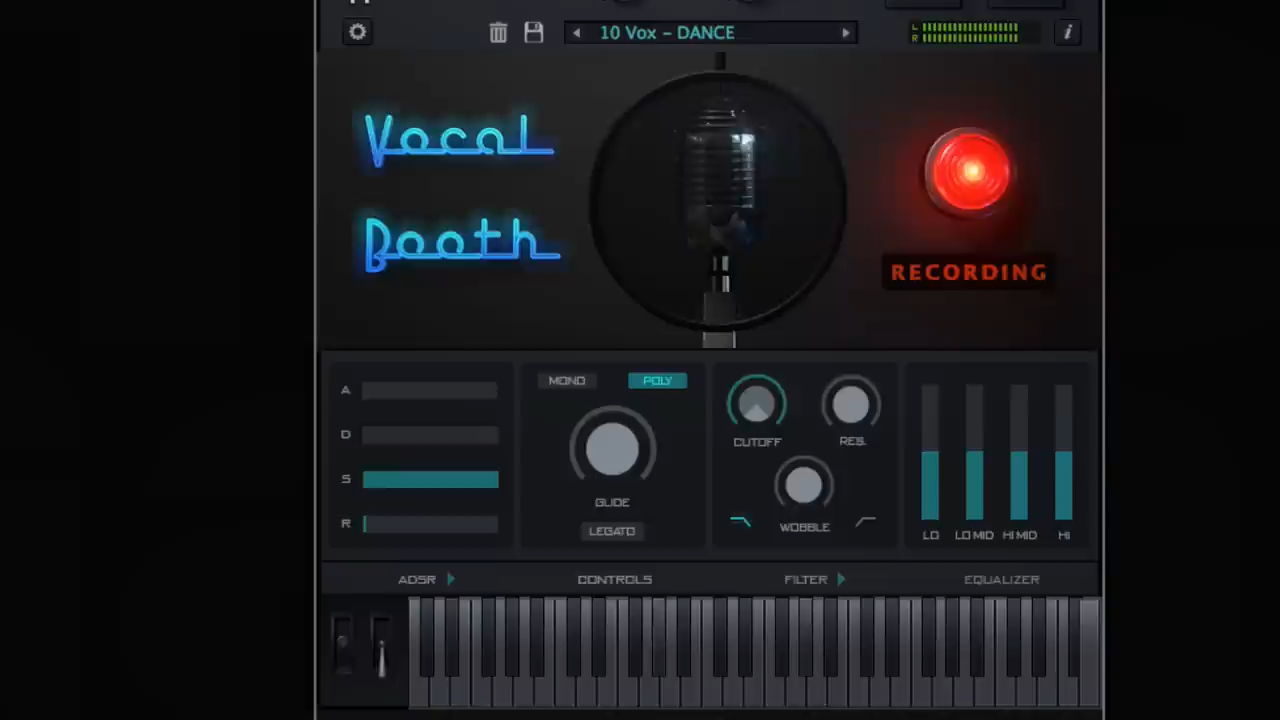 10 Vox - DANCE
L
R
i
Vocal
Booth
RECORDING
A
D
S
R
MONO
POLY
GLIDE
LEGATO
CUTOFF
RES.
WOBBLE
LO
LO MID
HI MID
HI
ADSR
CONTROLS
FILTER
EQUALIZER